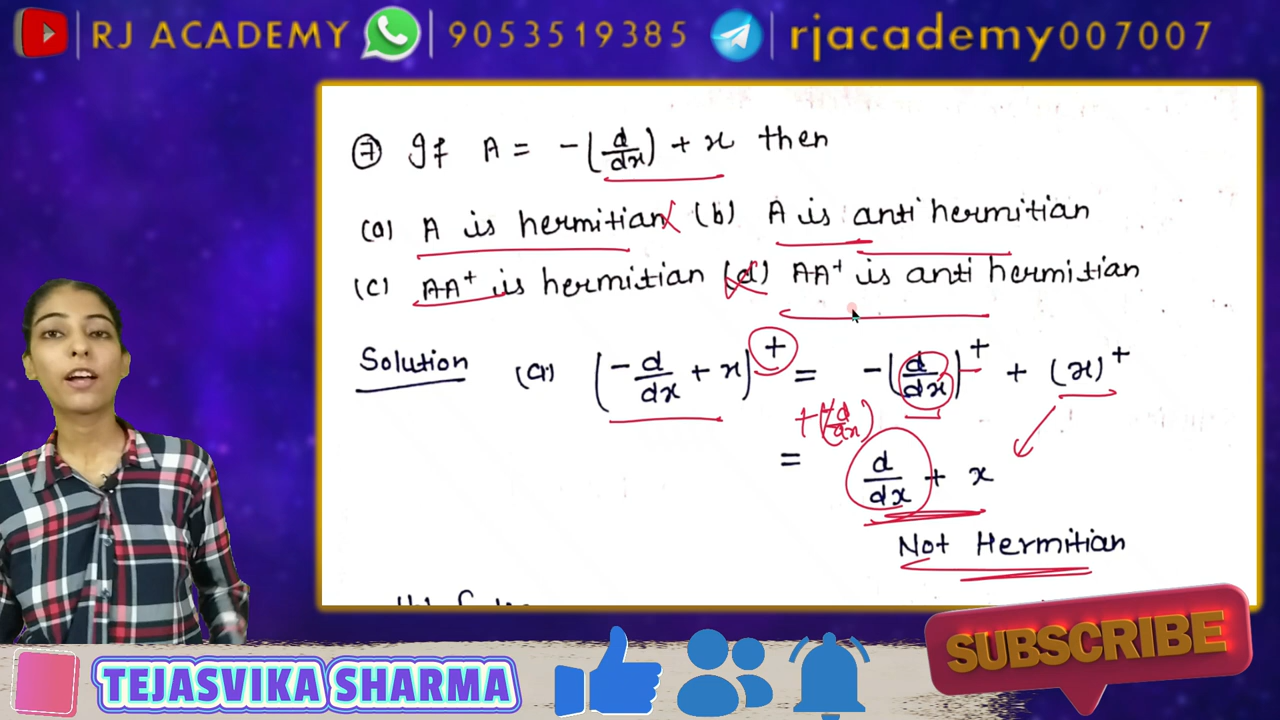 RJ ACADEMY | 9053519385 rjacademy007007
⑦ If A = -(d/dx) + x then
(a) A is hermitian (b) A is anti hermitian
(c) AA⁺ is hermitian (d) AA⁺ is anti hermitian
Solution (a) (-d/dx + x)⁺ = -(d/dx)⁺ + (x)⁺
+(-d/dx)
= d/dx + x
Not Hermitian
SUBSCRIBE
TEJASVIKA SHARMA